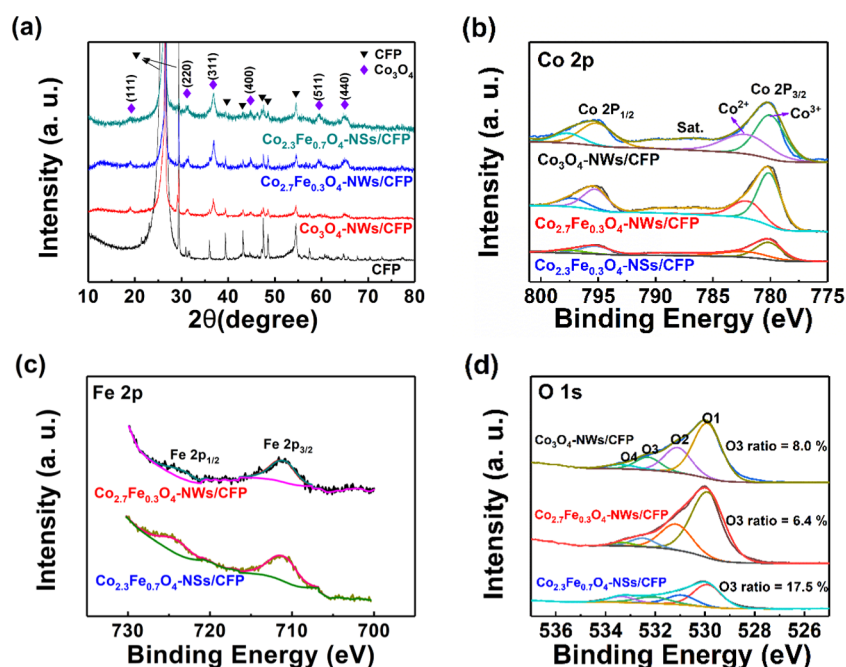 (a)
Intensity (a. u.)
▼ CFP
◆ Co3O4
(111)
(220)
(311)
(400)
(511)
(440)
Co2.3Fe0.7O4-NSs/CFP
Co2.7Fe0.3O4-NWs/CFP
Co3O4-NWs/CFP
CFP
10 20 30 40 50 60 70 80
2θ(degree)
(b)
Intensity (a. u.)
Co 2p
Co 2P3/2
Co 2P1/2
Co2+
Co3+
Sat.
Co3O4-NWs/CFP
Co2.7Fe0.3O4-NWs/CFP
Co2.3Fe0.3O4-NSs/CFP
800 795 790 785 780 775
Binding Energy (eV)
(c)
Intensity (a. u.)
Fe 2p
Fe 2p1/2
Fe 2p3/2
Co2.7Fe0.3O4-NWs/CFP
Co2.3Fe0.7O4-NSs/CFP
730 720 710 700
Binding Energy (eV)
(d)
Intensity (a. u.)
O 1s
O1
O2
O3
O4
Co3O4-NWs/CFP
O3 ratio = 8.0 %
Co2.7Fe0.3O4-NWs/CFP
O3 ratio = 6.4 %
Co2.3Fe0.7O4-NSs/CFP
O3 ratio = 17.5 %
536 534 532 530 528 526
Binding Energy (eV)